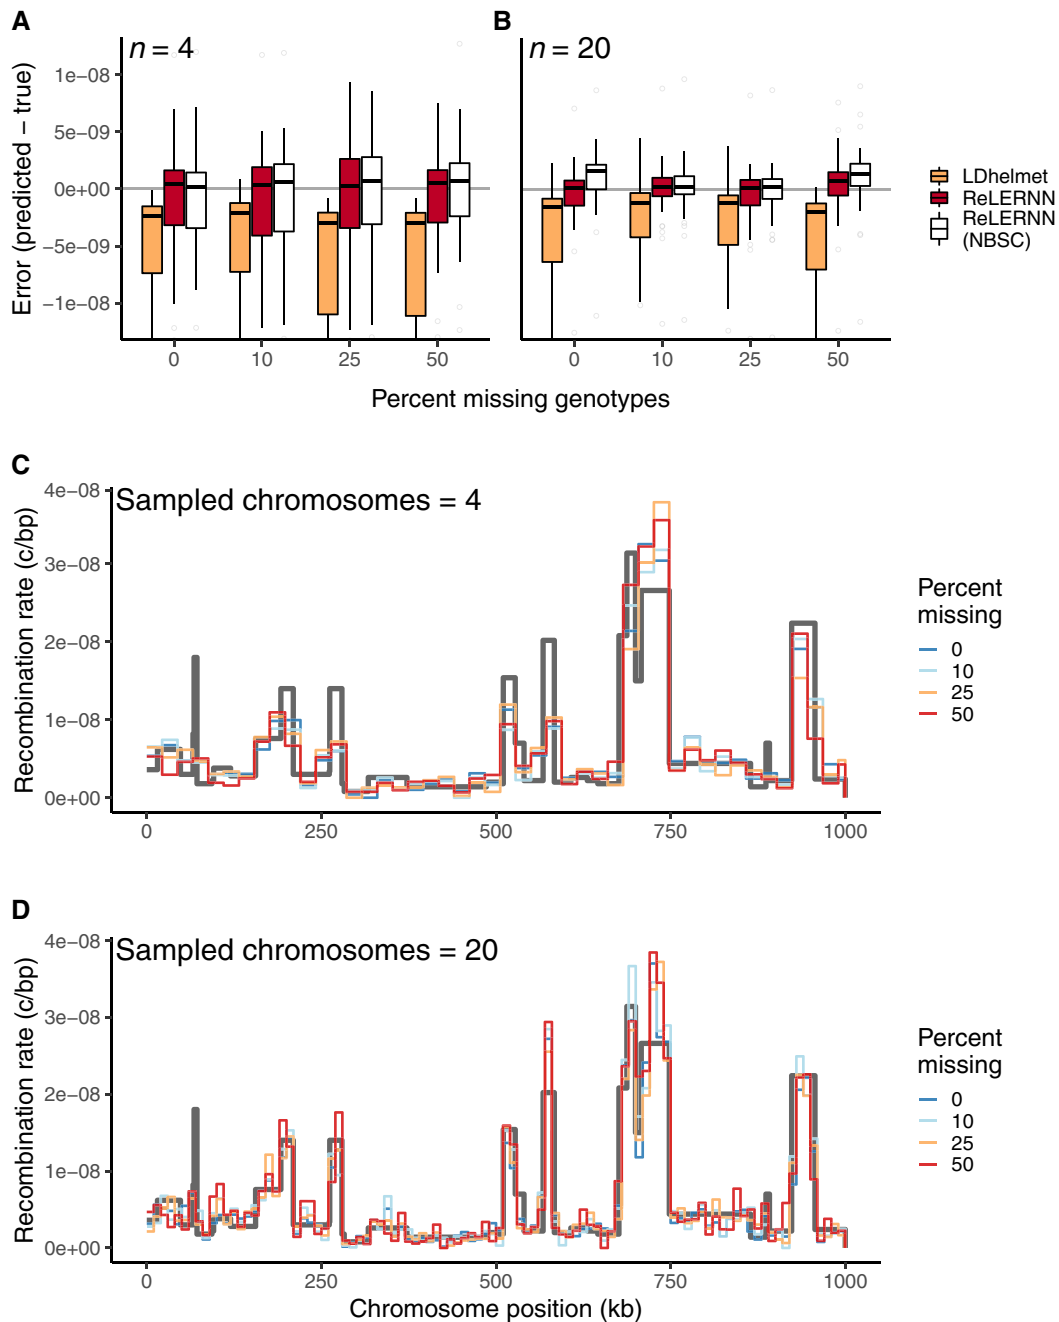 A
B
n = 4
n = 20
Error (predicted − true)
1e−08
5e−09
0e+00
−5e−09
−1e−08
0
10
25
50
0
10
25
50
Percent missing genotypes
LDhelmet
ReLERNN
ReLERNN
(NBSC)
C
Sampled chromosomes = 4
Recombination rate (c/bp)
4e−08
3e−08
2e−08
1e−08
0e+00
0
250
500
750
1000
Percent
missing
0
10
25
50
D
Sampled chromosomes = 20
Recombination rate (c/bp)
4e−08
3e−08
2e−08
1e−08
0e+00
0
250
500
750
1000
Chromosome position (kb)
Percent
missing
0
10
25
50